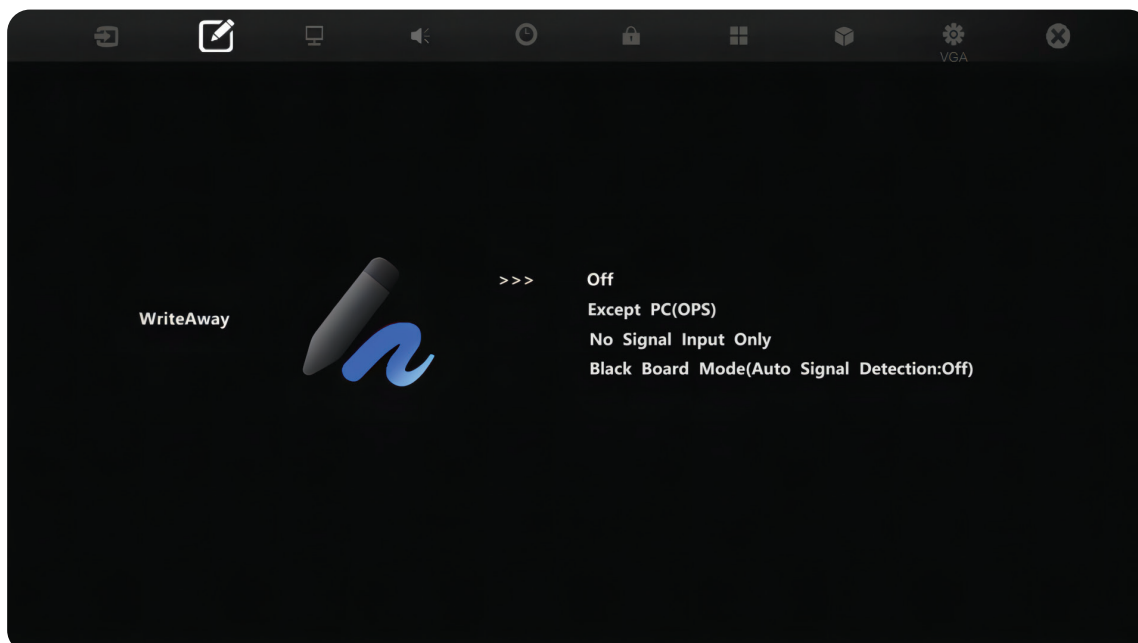 VGA
WriteAway
>>> Off
Except PC(OPS)
No Signal Input Only
Black Board Mode(Auto Signal Detection:Off)